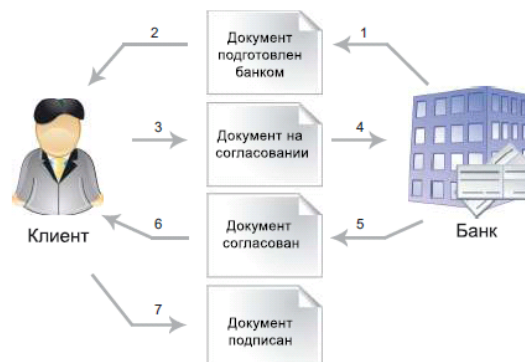 2
1
Документ
подготовлен
банком
3
4
Документ на
согласовании
Клиент
Банк
6
5
Документ
согласован
7
Документ
подписан